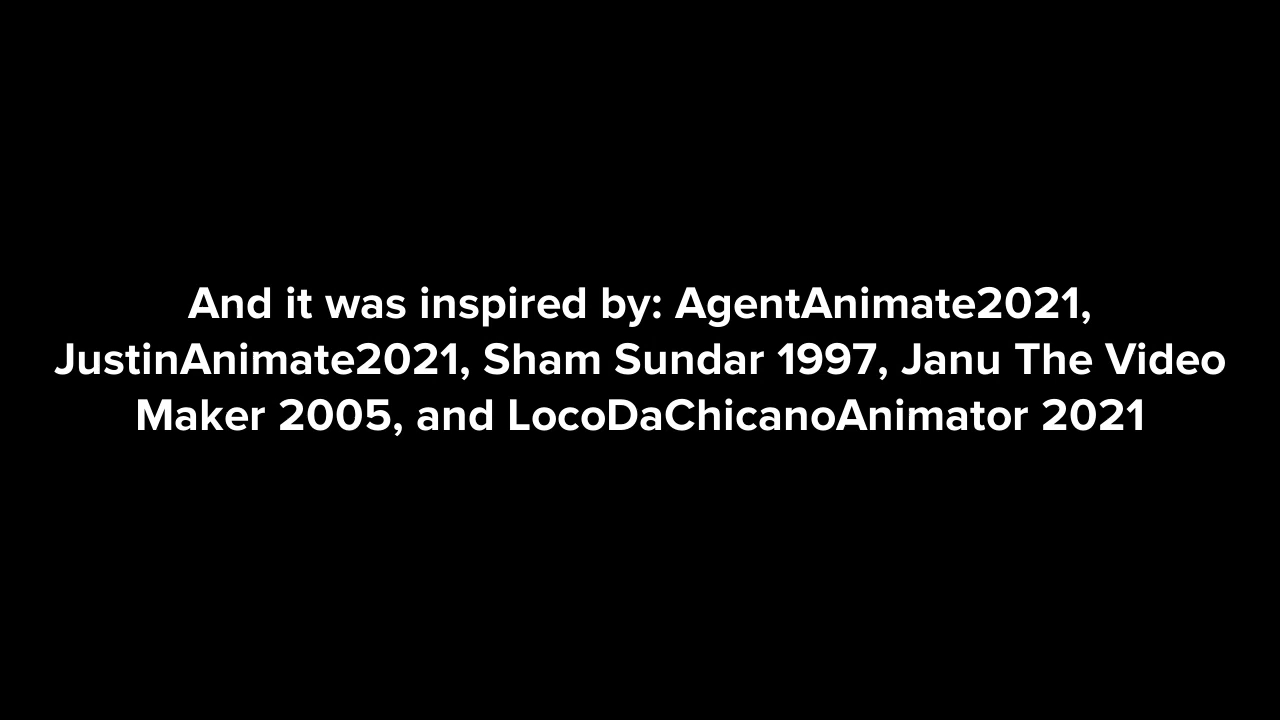 And it was inspired by: AgentAnimate2021,
JustinAnimate2021, Sham Sundar 1997, Janu The Video
Maker 2005, and LocoDaChicanoAnimator 2021